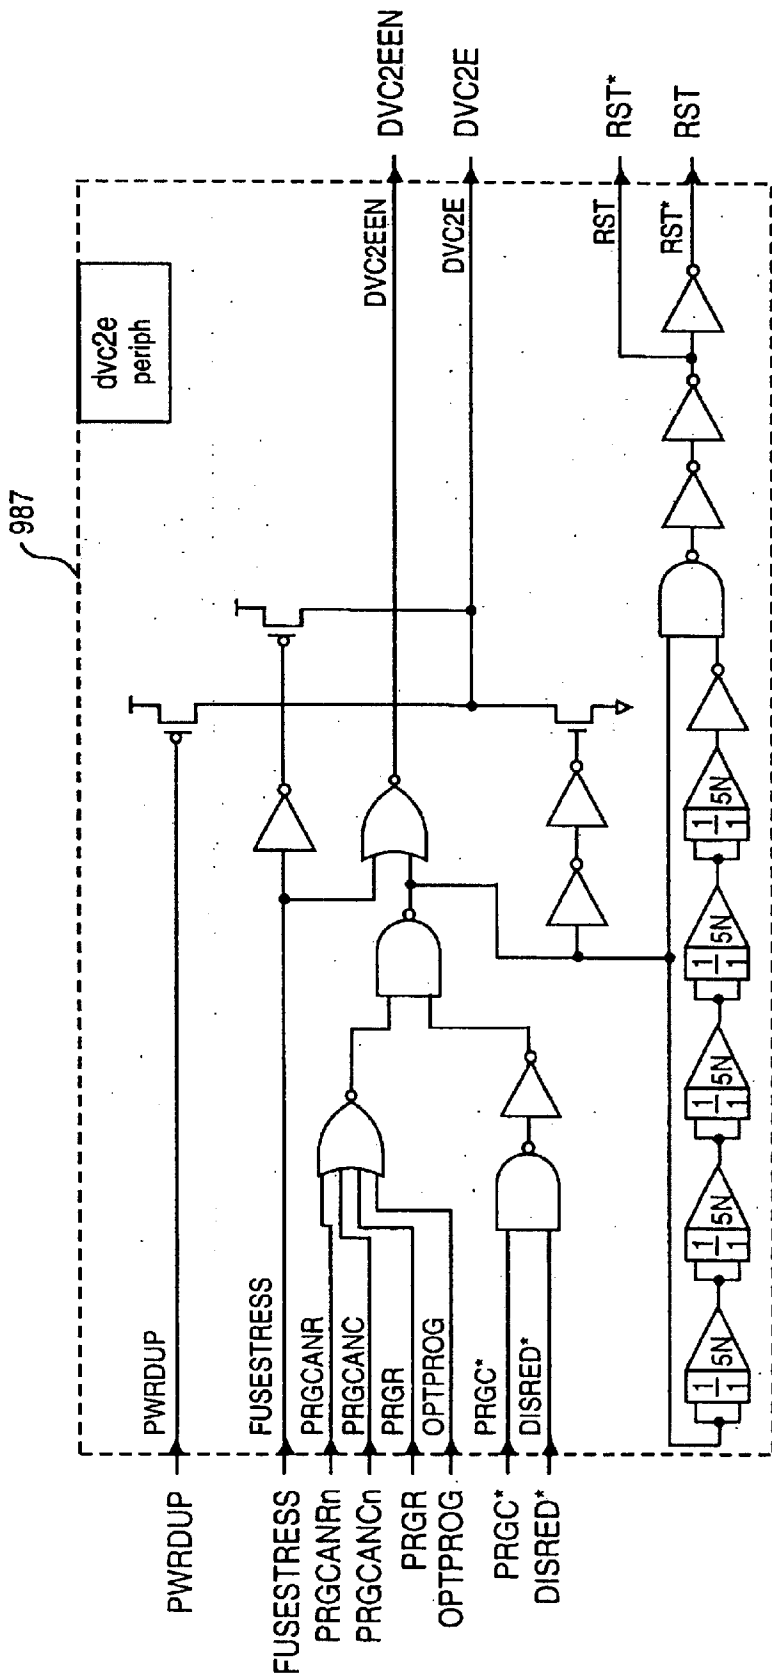 987
dvc2e
periph
PWRDUP
PWRDUP
FUSESTRESS
FUSESTRESS
PRGCANRn
PRGCANR
PRGCANCn
PRGCANC
PRGR
PRGR
OPTPROG
OPTPROG
PRGC*
PRGC*
DISRED*
DISRED*
DVC2EEN
DVC2EEN
DVC2E
DVC2E
RST
RST*
RST*
RST
1
1
5N
1
1
5N
1
1
5N
1
1
5N
1
1
5N